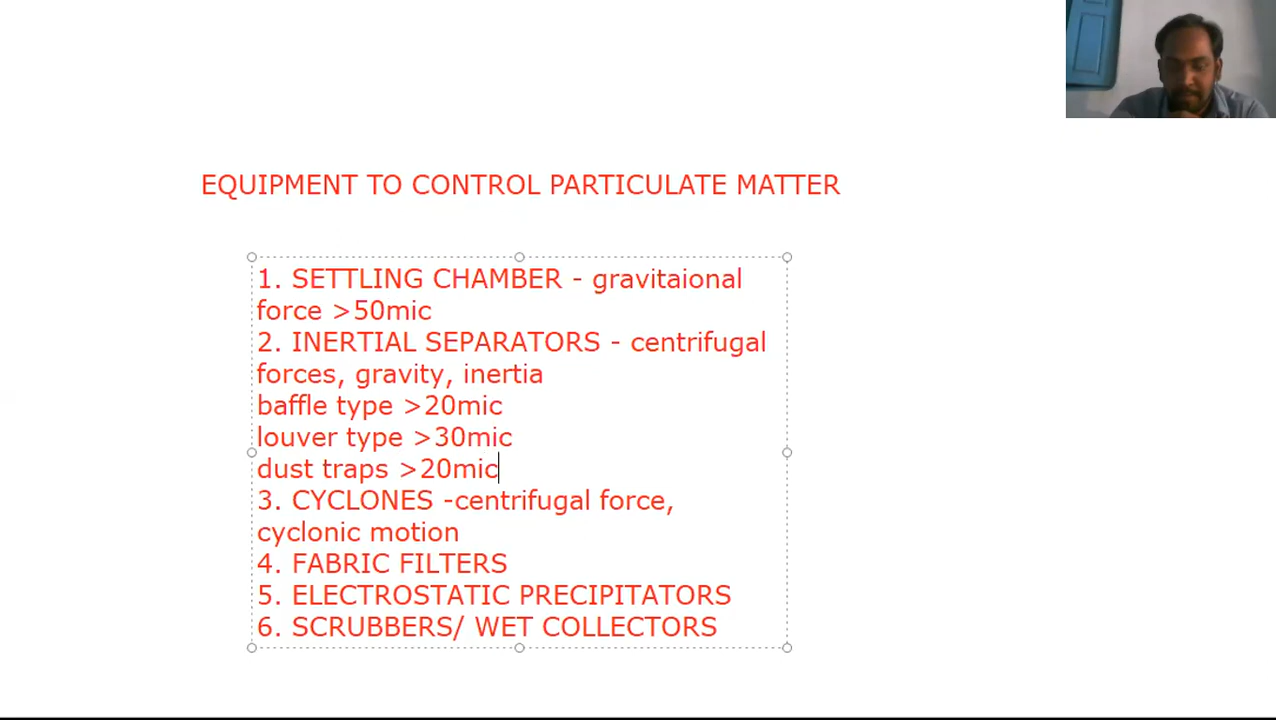 EQUIPMENT TO CONTROL PARTICULATE MATTER
1. SETTLING CHAMBER - gravitaional
force >50mic
2. INERTIAL SEPARATORS - centrifugal
forces, gravity, inertia
baffle type >20mic
louver type >30mic
dust traps >20mic
3. CYCLONES -centrifugal force,
cyclonic motion
4. FABRIC FILTERS
5. ELECTROSTATIC PRECIPITATORS
6. SCRUBBERS/ WET COLLECTORS